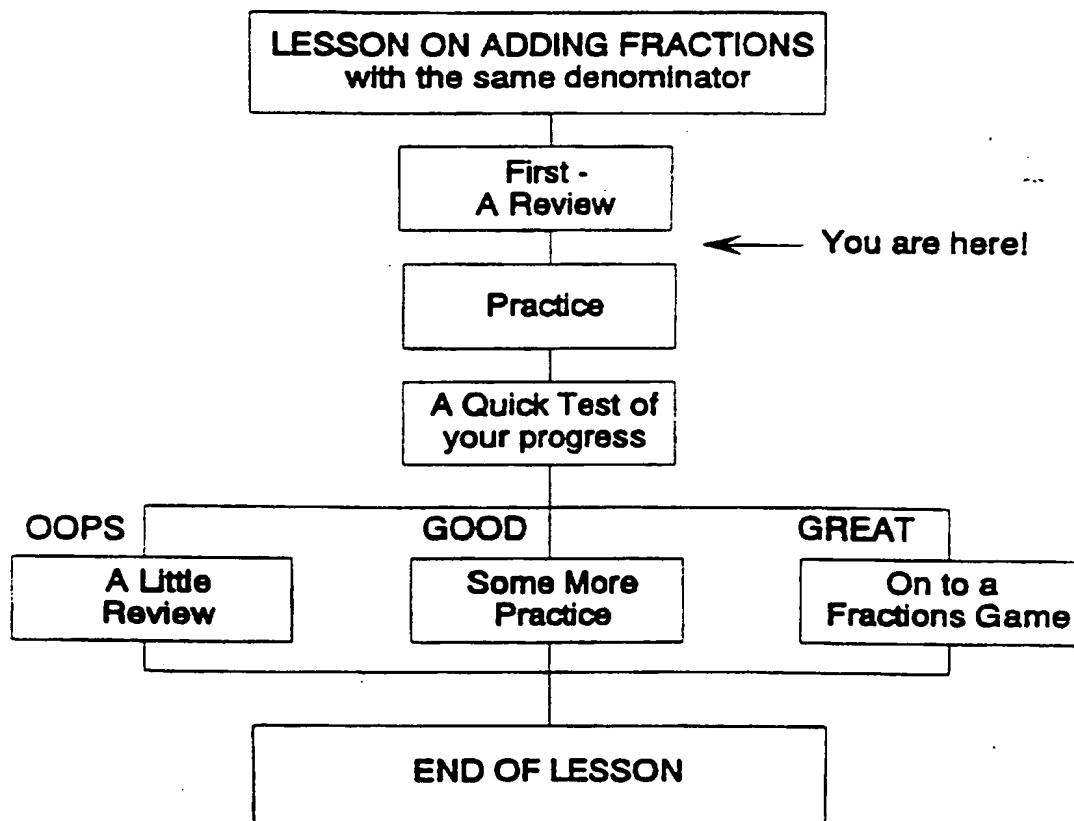 LESSON ON ADDING FRACTIONS
with the same denominator
First -
A Review
You are here!
Practice
A Quick Test of
your progress
OOPS
GOOD
GREAT
A Little
Review
Some More
Practice
On to a
Fractions Game
END OF LESSON